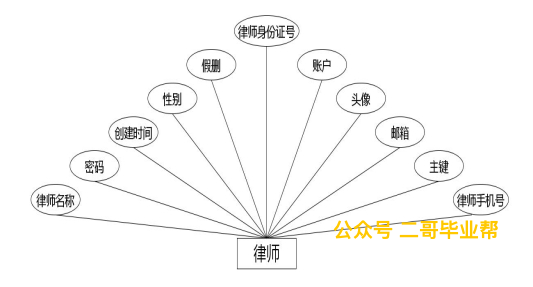 律师身份证号
假删
账户
性别
头像
创建时间
邮箱
密码
主键
律师名称
律师手机号
公众号 二哥毕业帮
律师